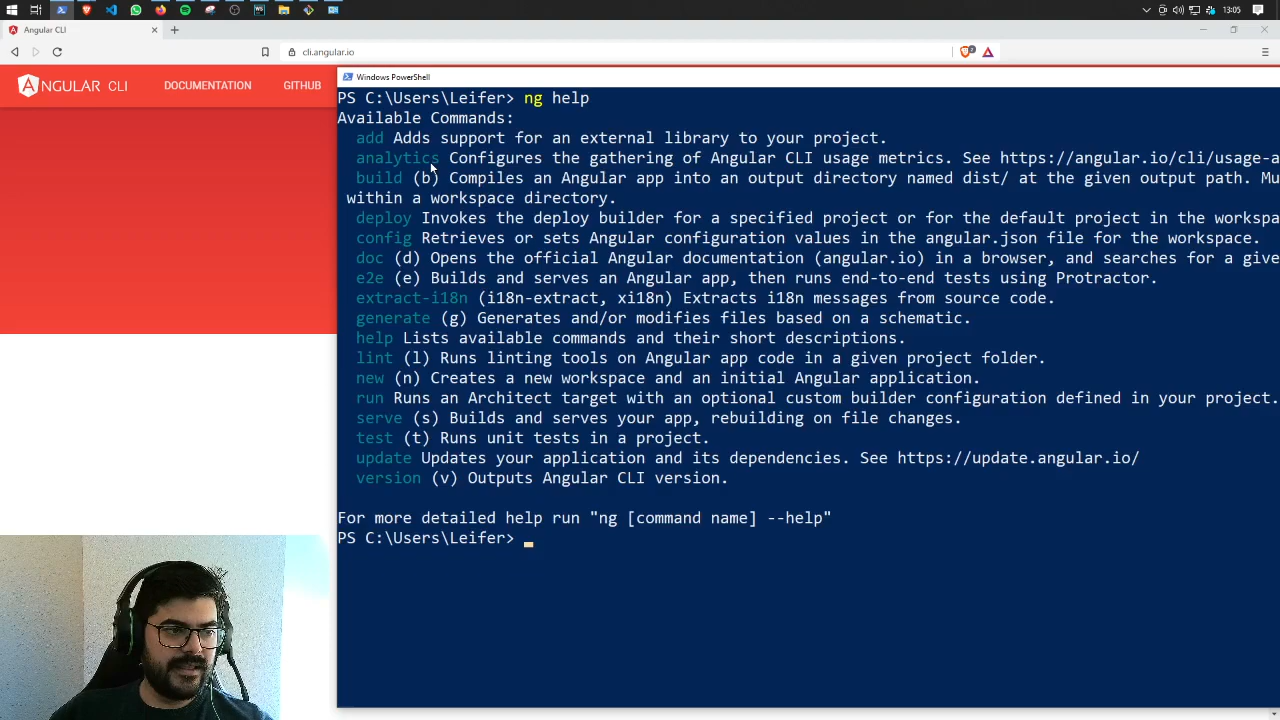 13:05
Angular CLI
cli.angular.io
ANGULAR CLI
DOCUMENTATION
GITHUB
Windows PowerShell
PS C:\Users\Leifer> ng help
Available Commands:
add Adds support for an external library to your project.
analytics Configures the gathering of Angular CLI usage metrics. See https://angular.io/cli/usage-a
build (b) Compiles an Angular app into an output directory named dist/ at the given output path. Mu
within a workspace directory.
deploy Invokes the deploy builder for a specified project or for the default project in the workspa
config Retrieves or sets Angular configuration values in the angular.json file for the workspace.
doc (d) Opens the official Angular documentation (angular.io) in a browser, and searches for a give
e2e (e) Builds and serves an Angular app, then runs end-to-end tests using Protractor.
extract-i18n (i18n-extract, xi18n) Extracts i18n messages from source code.
generate (g) Generates and/or modifies files based on a schematic.
help Lists available commands and their short descriptions.
lint (l) Runs linting tools on Angular app code in a given project folder.
new (n) Creates a new workspace and an initial Angular application.
run Runs an Architect target with an optional custom builder configuration defined in your project.
serve (s) Builds and serves your app, rebuilding on file changes.
test (t) Runs unit tests in a project.
update Updates your application and its dependencies. See https://update.angular.io/
version (v) Outputs Angular CLI version.
For more detailed help run "ng [command name] --help"
PS C:\Users\Leifer>